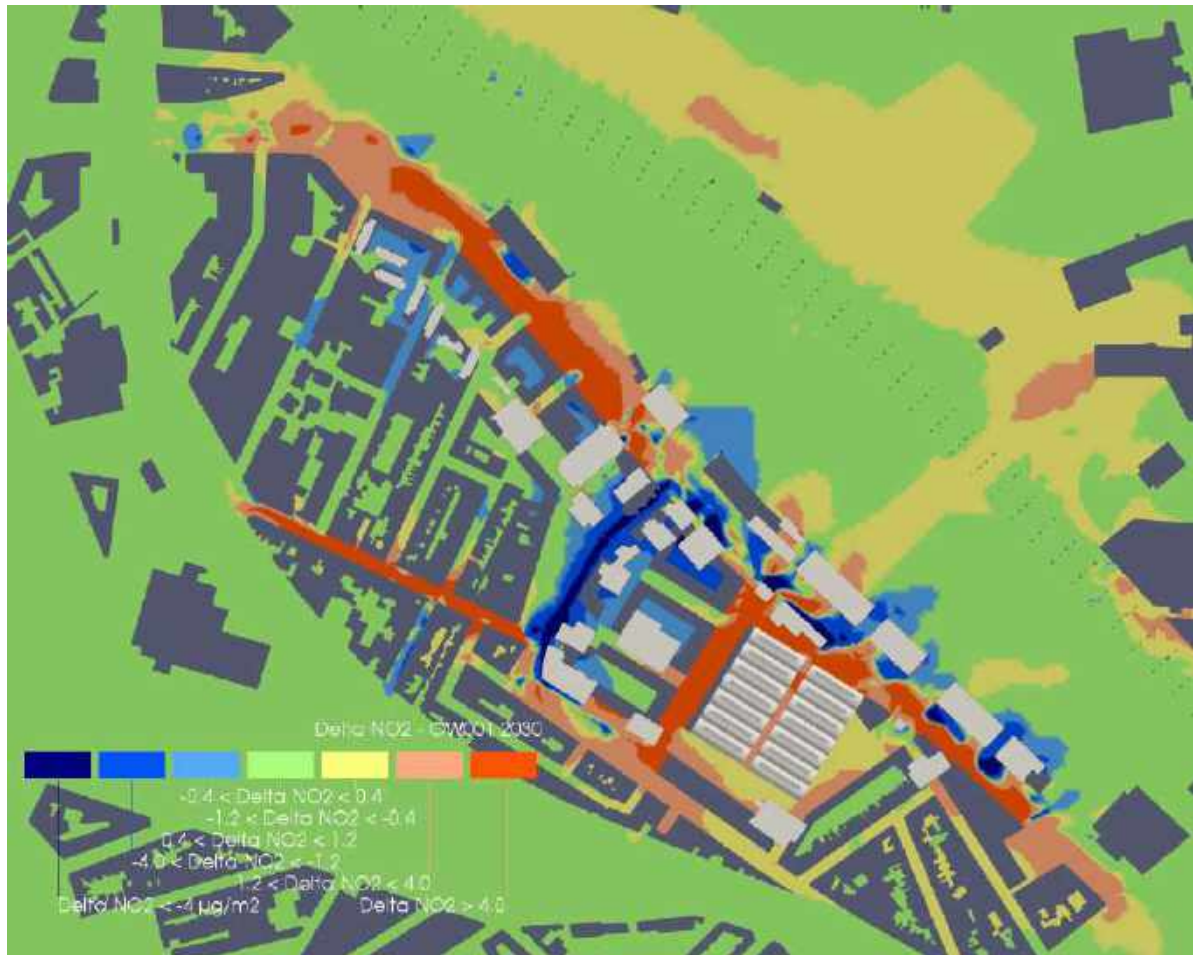 Delta NO2 - GW001 2030
-0.4 < Delta NO2 < 0.4
-1.2 < Delta NO2 < -0.4
0.4 < Delta NO2 < 1.2
-4.0 < Delta NO2 < -1.2
1.2 < Delta NO2 < 4.0
Delta NO2 < -4 µg/m2 Delta NO2 > 4.0